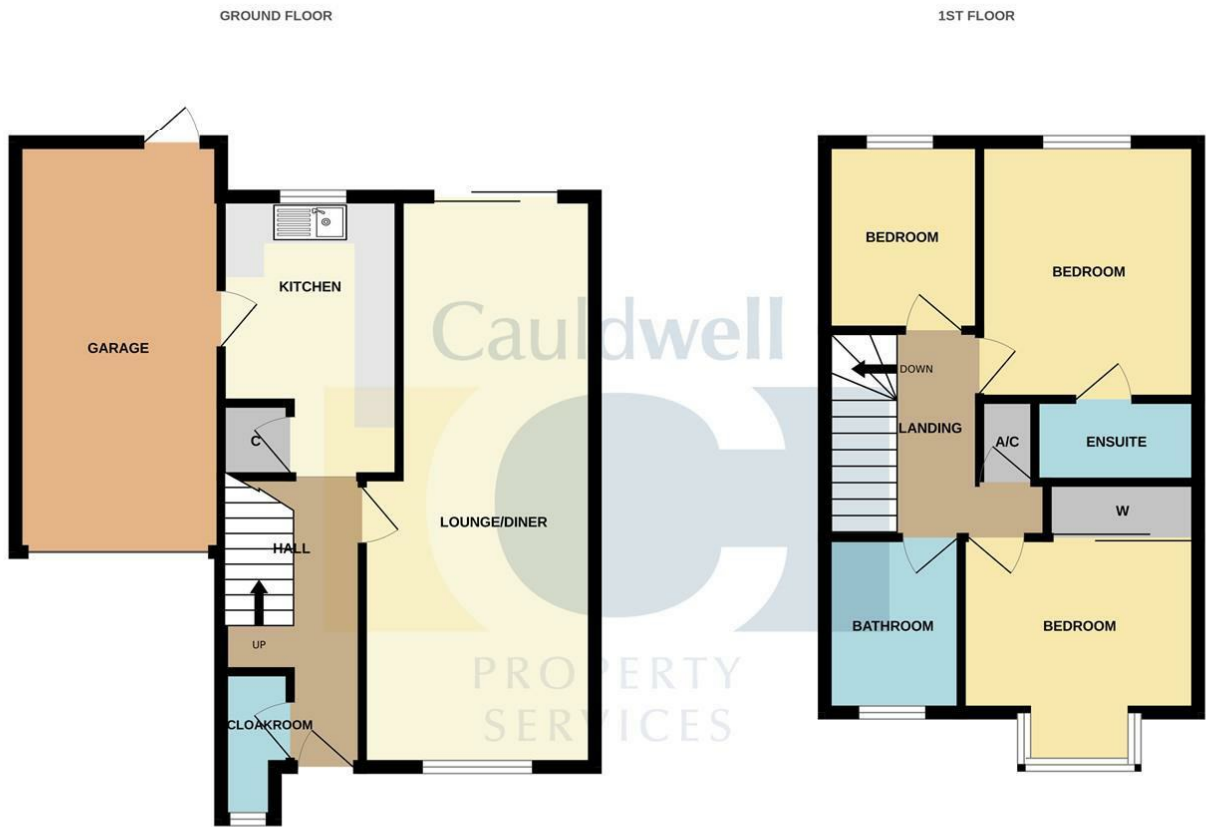 GROUND FLOOR
1ST FLOOR
GARAGE
KITCHEN
C
HALL
UP
CLOAKROOM
LOUNGE/DINER
BEDROOM
BEDROOM
DOWN
LANDING
A/C
ENSUITE
W
BATHROOM
BEDROOM
Cauldwell
PROPERTY
SERVICES